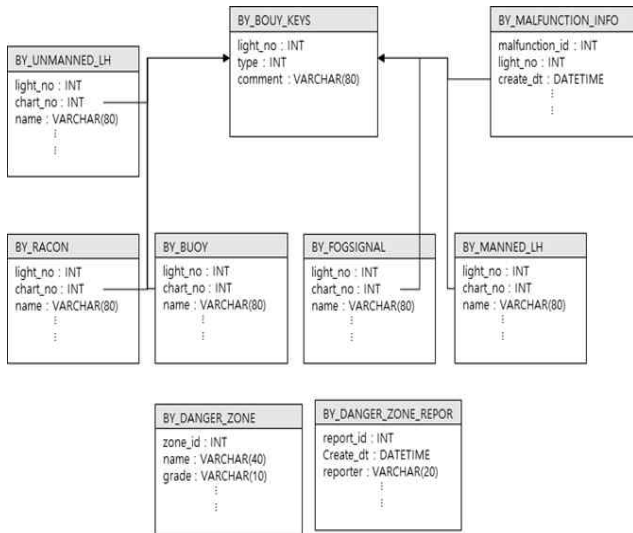 BY_BOUY_KEYS
light_no : INT
type : INT
comment : VARCHAR(80)
BY_MALFUNCTION_INFO
malfunction_id : INT
light_no : INT
create_dt : DATETIME
⋮
⋮
BY_UNMANNED_LH
light_no : INT
chart_no : INT
name : VARCHAR(80)
⋮
⋮
BY_RACON
light_no : INT
chart_no : INT
name : VARCHAR(80)
⋮
⋮
BY_BUOY
light_no : INT
chart_no : INT
name : VARCHAR(80)
⋮
⋮
BY_FOGSIGNAL
light_no : INT
chart_no : INT
name : VARCHAR(80)
⋮
⋮
BY_MANNED_LH
light_no : INT
chart_no : INT
name : VARCHAR(80)
⋮
⋮
BY_DANGER_ZONE
zone_id : INT
name : VARCHAR(40)
grade : VARCHAR(10)
⋮
⋮
BY_DANGER_ZONE_REPOR
report_id : INT
Create_dt : DATETIME
reporter : VARCHAR(20)
⋮
⋮